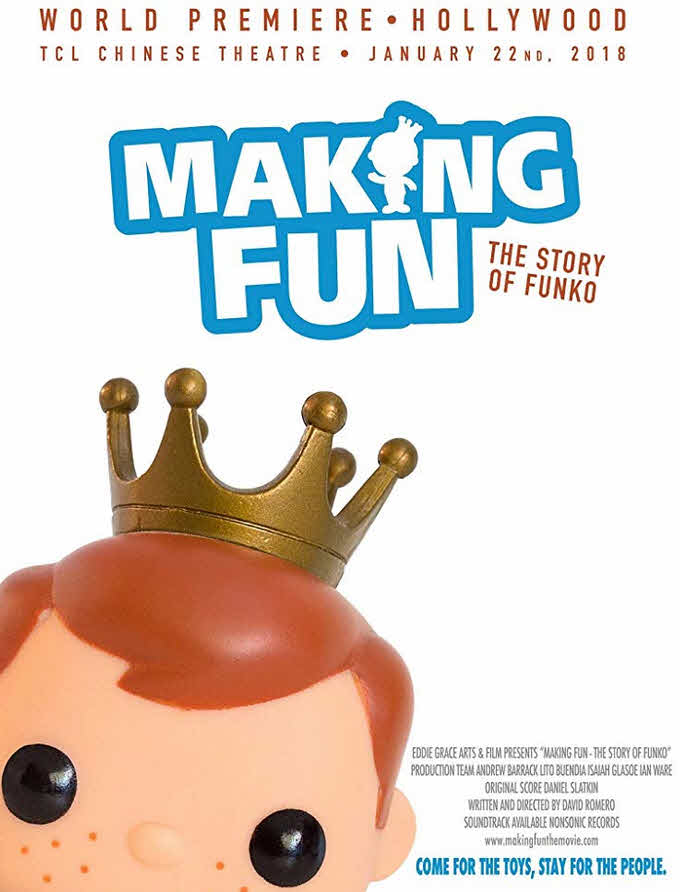 WORLD PREMIERE • HOLLYWOOD
TCL CHINESE THEATRE • JANUARY 22ND, 2018
MAKING
FUN
THE STORY
OF FUNKO
EDDIE GRACE ARTS & FILM PRESENTS "MAKING FUN - THE STORY OF FUNKO"
PRODUCTION TEAM ANDREW BARRACK LITO BUENDIA ISAIAH GLASOE IAN WARE
ORIGINAL SCORE DANIEL SLATKIN
WRITTEN AND DIRECTED BY DAVID ROMERO
SOUNDTRACK AVAILABLE NONSONIC RECORDS
www.makingfunthemovie.com
COME FOR THE TOYS, STAY FOR THE PEOPLE.